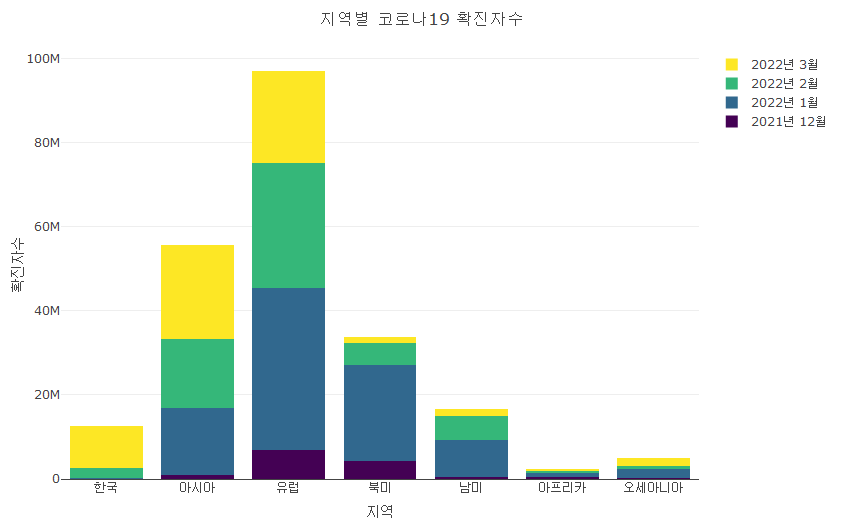 지역별 코로나19 확진자수
100M
80M
60M
40M
20M
0
확진자수
한국
아시아
유럽
북미
남미
아프리카
오세아니아
지역
2022년 3월
2022년 2월
2022년 1월
2021년 12월